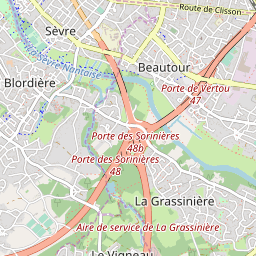 Route de Clisson
Sèvre
Beautour
Sèvre Nantaise
Blordière
Porte de Vertou
47
Porte des Sorinières
48b
Porte des Sorinières
48
La Grassinière
Aire de service de La Grassinière
Le Vigneau